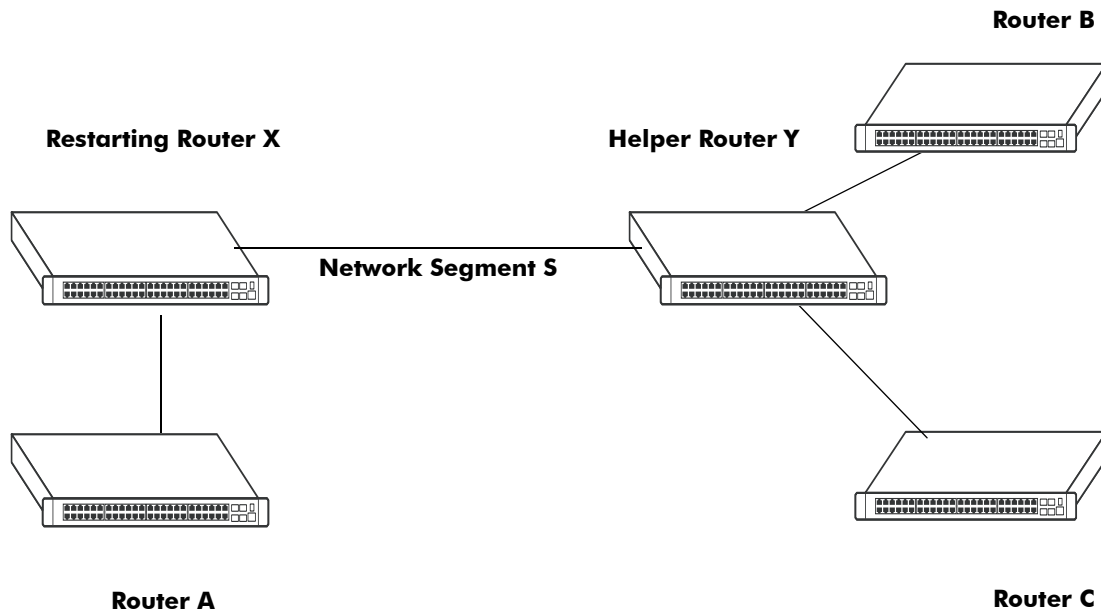 Router B
Restarting Router X
Helper Router Y
Network Segment S
Router A
Router C